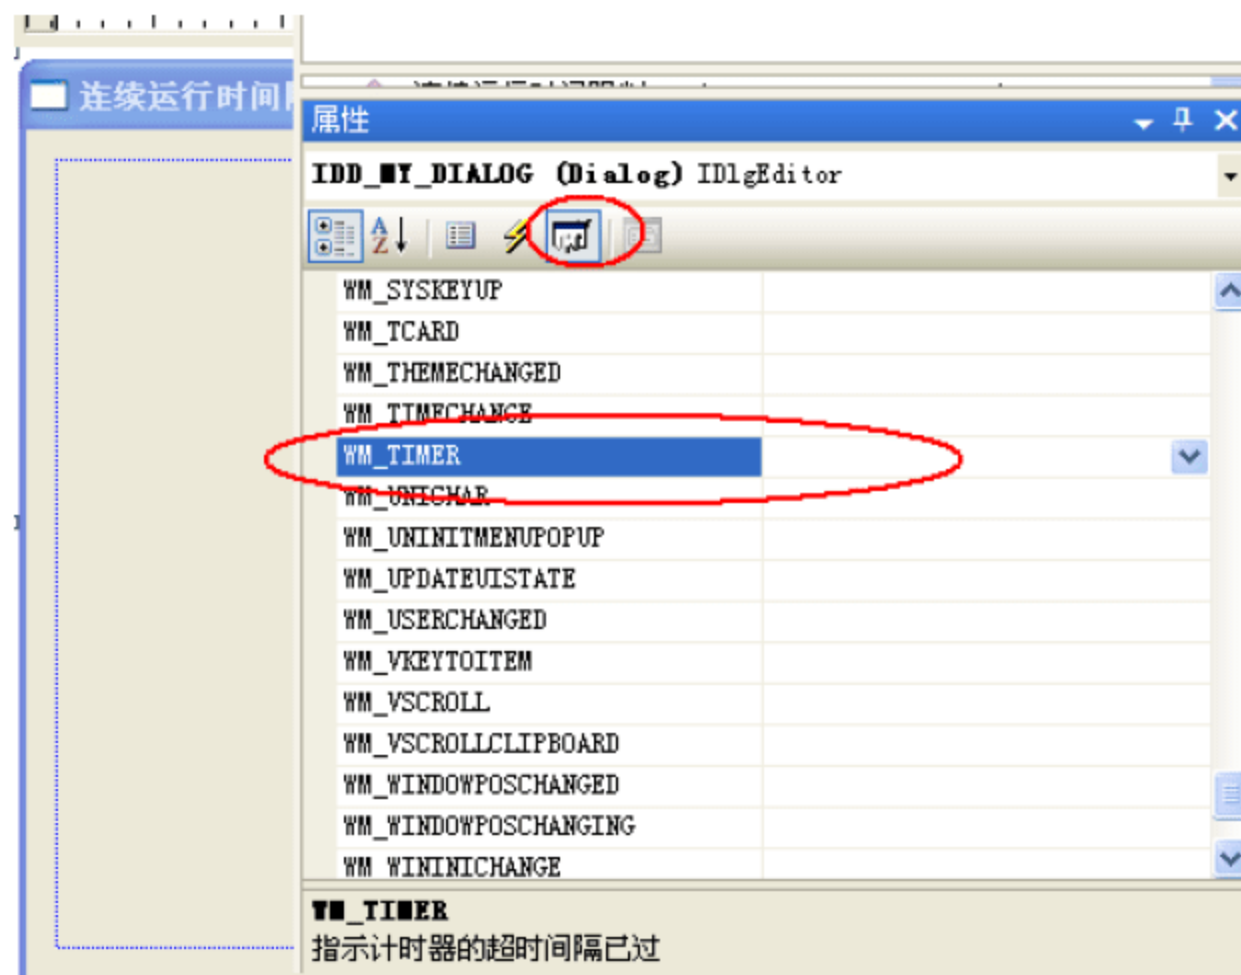 连续运行时间
属性
IDD_MY_DIALOG (Dialog) IDlgEditor
WM_SYSKEYUP
WM_TCARD
WM_THEMECHANGED
WM_TIMECHANGE
WM_TIMER
WM_UNICHAR
WM_UNINITMENUPOPUP
WM_UPDATEUISTATE
WM_USERCHANGED
WM_VKEYTOITEM
WM_VSCROLL
WM_VSCROLLCLIPBOARD
WM_WINDOWPOSCHANGED
WM_WINDOWPOSCHANGING
WM_WININICHANGE
WM_TIMER
指示计时器的超时间隔已过